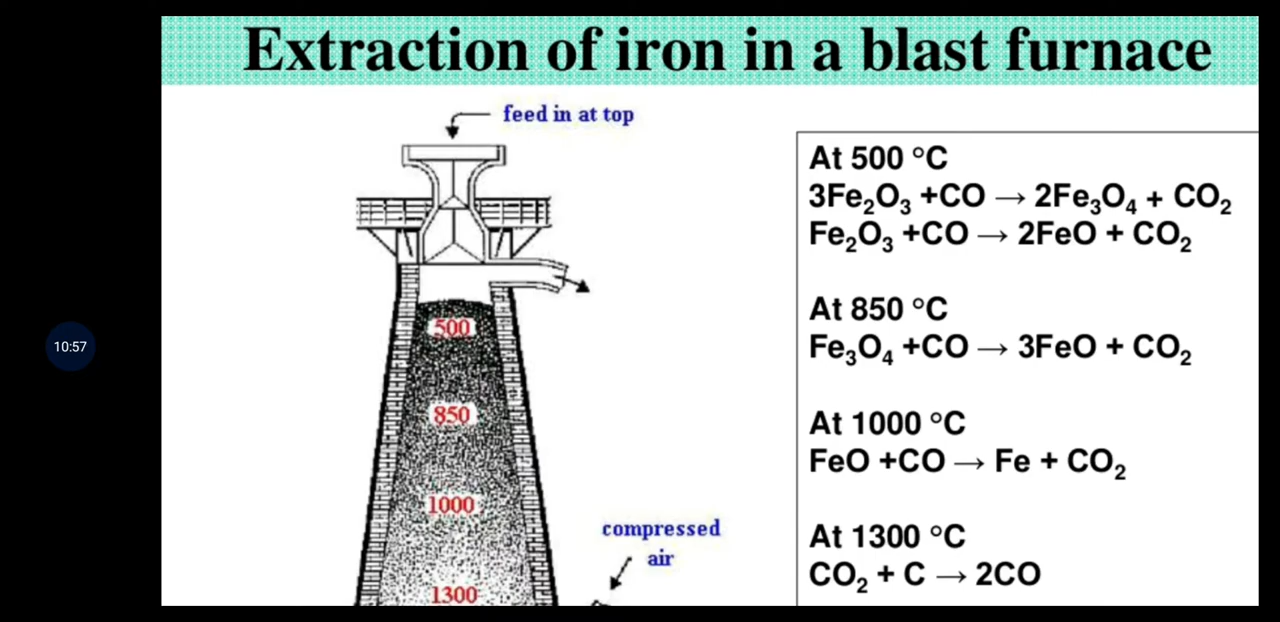 Extraction of iron in a blast furnace
feed in at top
500
850
1000
1300
compressed
air
At 500 °C
3Fe₂O₃ +CO → 2Fe₃O₄ + CO₂
Fe₂O₃ +CO → 2FeO + CO₂
At 850 °C
Fe₃O₄ +CO → 3FeO + CO₂
At 1000 °C
FeO +CO → Fe + CO₂
At 1300 °C
CO₂ + C → 2CO
10:57